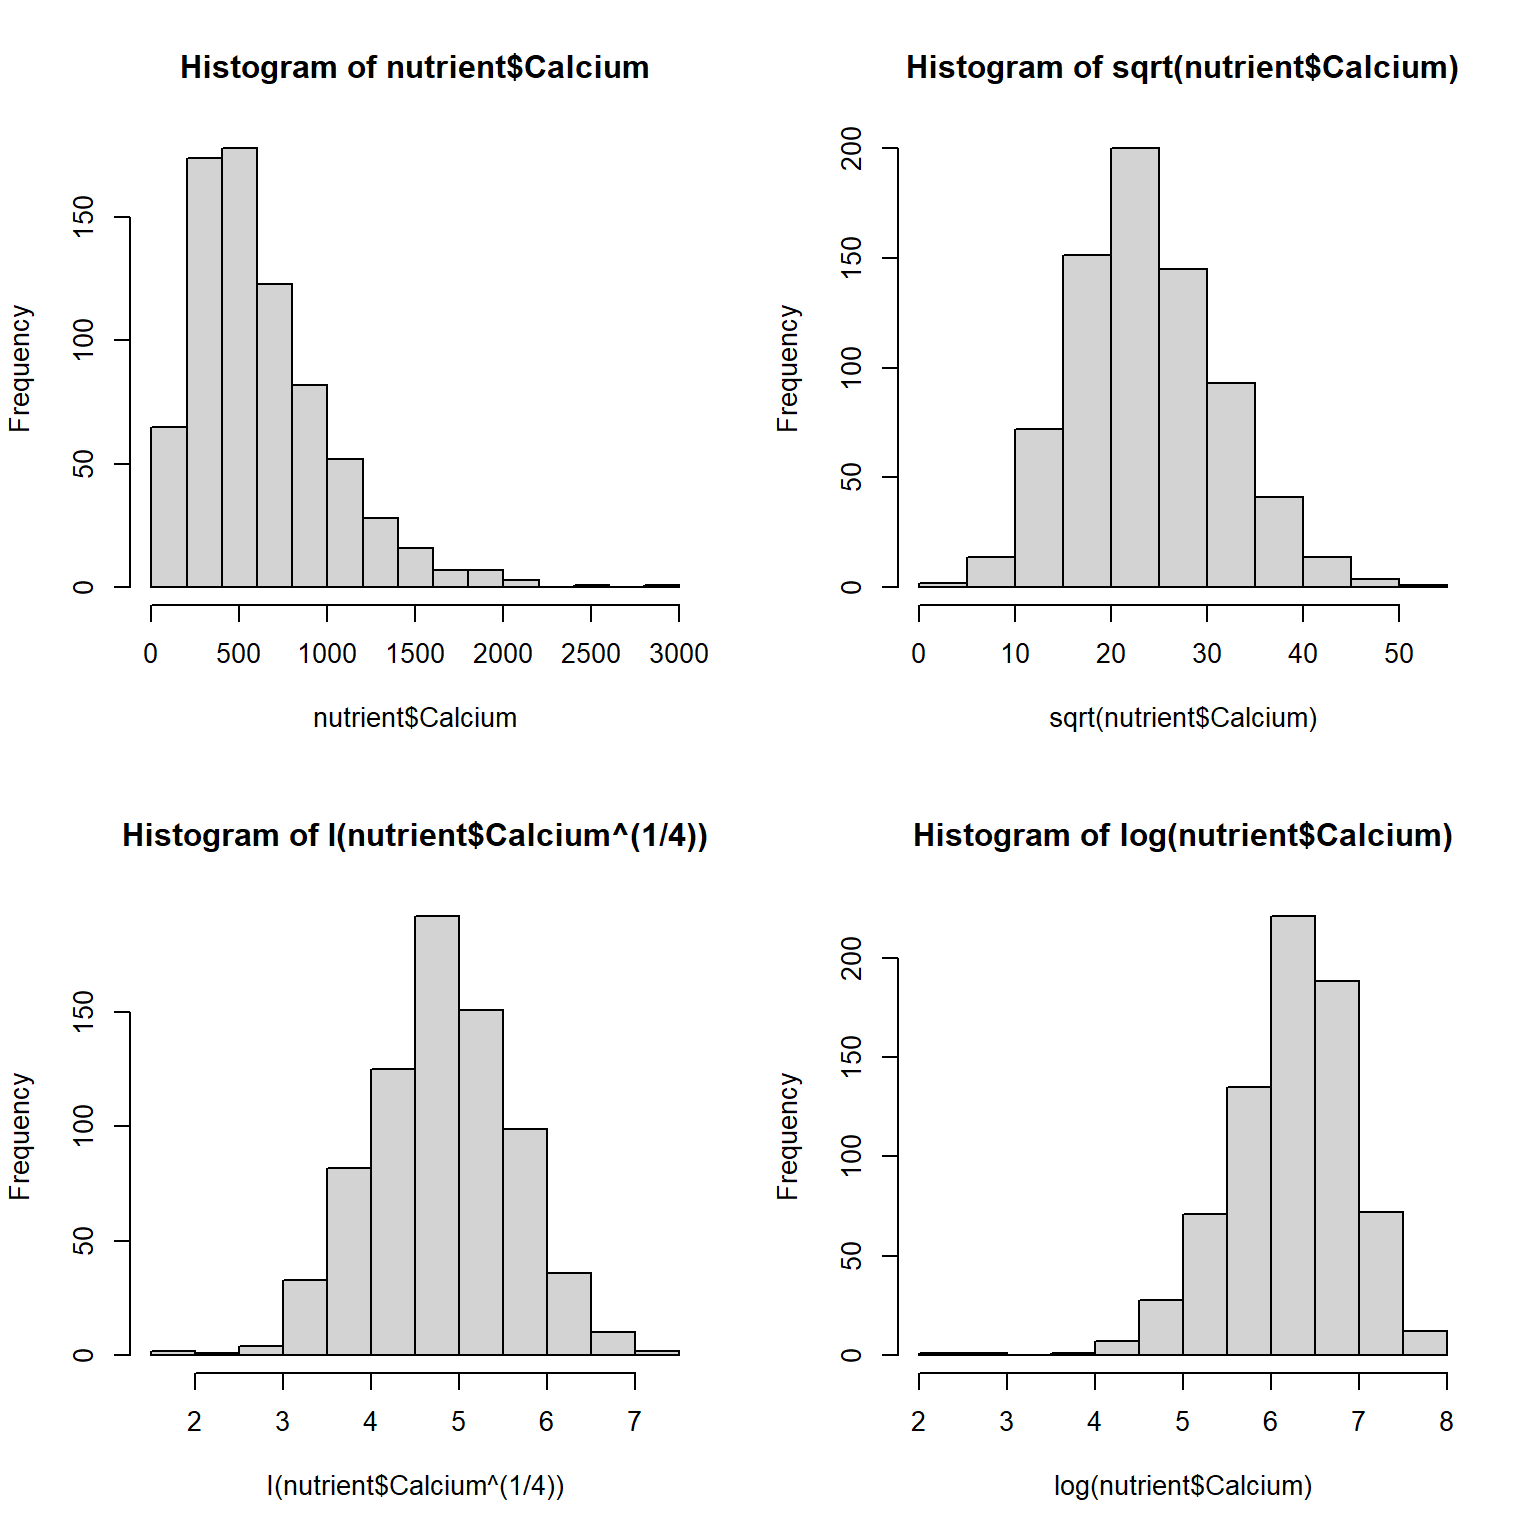 Histogram of nutrient$Calcium
Frequency
150
100
50
0
0 500 1000 1500 2000 2500 3000
nutrient$Calcium
Histogram of sqrt(nutrient$Calcium)
Frequency
200
150
100
50
0
0 10 20 30 40 50
sqrt(nutrient$Calcium)
Histogram of I(nutrient$Calcium^(1/4))
Frequency
150
100
50
0
2 3 4 5 6 7
I(nutrient$Calcium^(1/4))
Histogram of log(nutrient$Calcium)
Frequency
200
150
100
50
0
2 3 4 5 6 7 8
log(nutrient$Calcium)